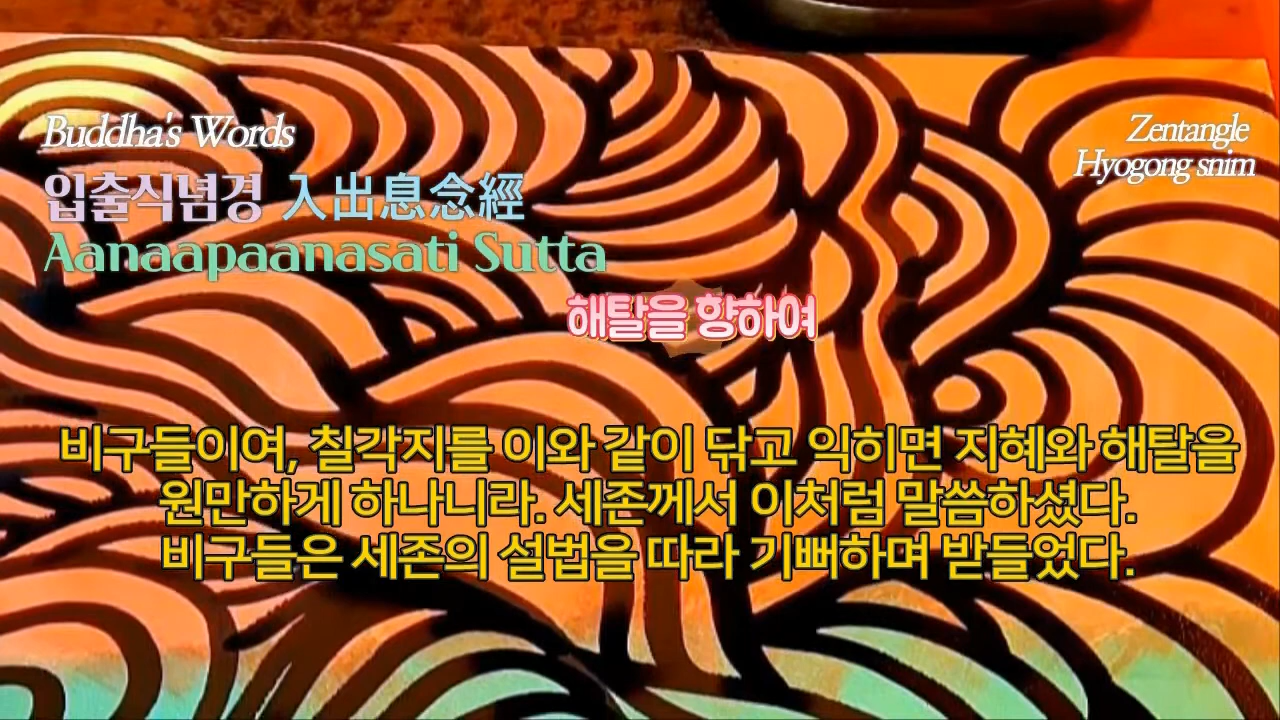 Buddha's Words
Zentangle
Hyogong snim
입출식념경 入出息念經
Aanaapaanasati Sutta
해탈을 향하여
비구들이여, 칠각지를 이와 같이 닦고 익히면 지혜와 해탈을
원만하게 하나니라. 세존께서 이처럼 말씀하셨다.
비구들은 세존의 설법을 따라 기뻐하며 받들었다.